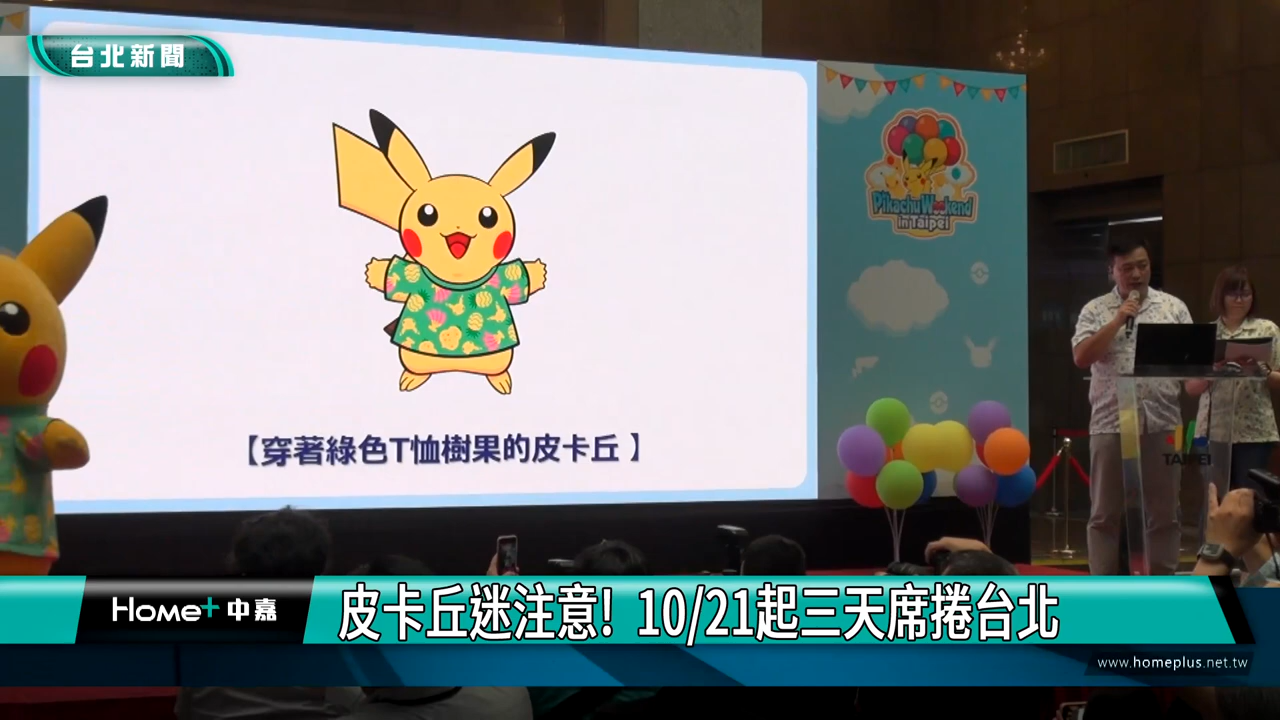 台北新聞
Pikachu Weekend
in Taipei
【穿著綠色T恤樹果的皮卡丘 】
TAIPEI
Home+中嘉
皮卡丘迷注意! 10/21起三天席捲台北
www.homeplus.net.tw